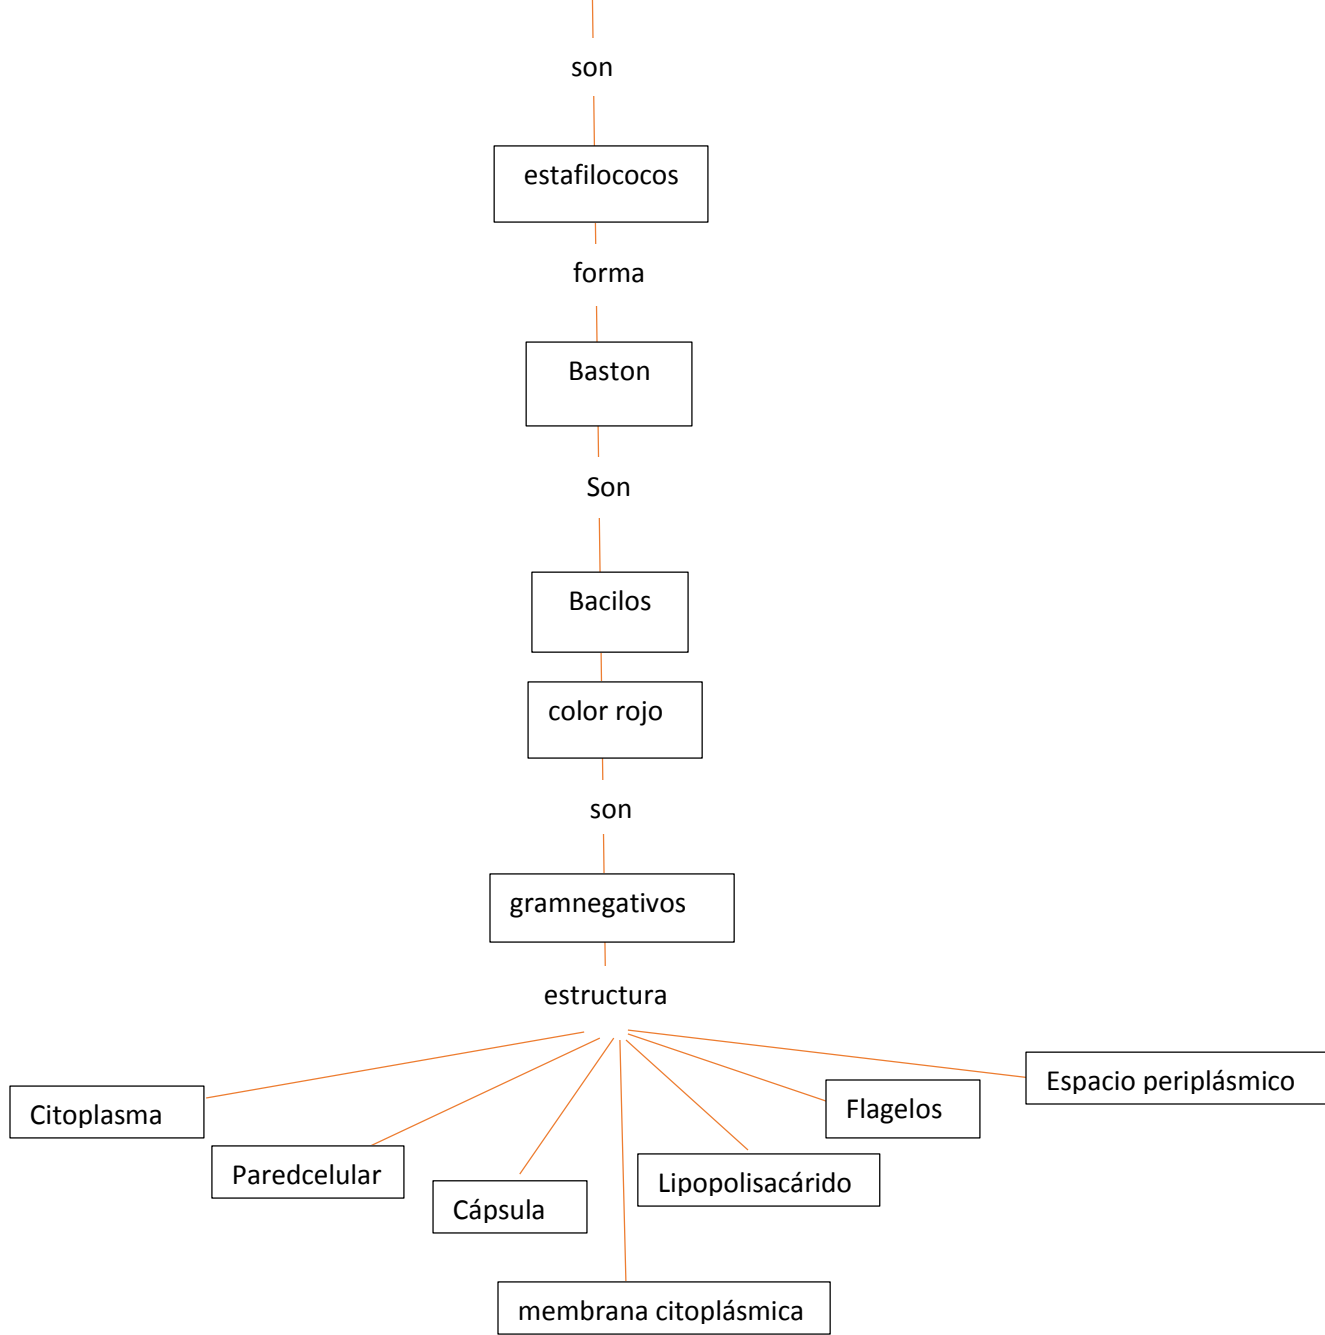 son
estafilococos
forma
Baston
Son
Bacilos
color rojo
son
gramnegativos
estructura
Citoplasma
Paredcelular
Cápsula
membrana citoplásmica
Lipopolisacárido
Flagelos
Espacio periplásmico